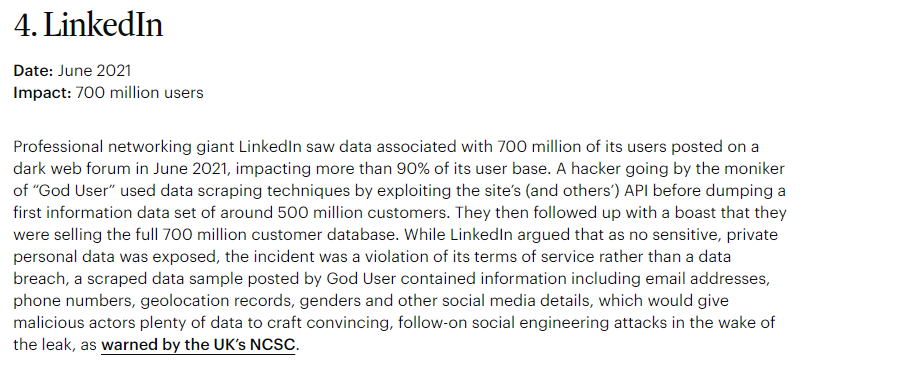 4. LinkedIn
Date: June 2021
Impact: 700 million users
Professional networking giant LinkedIn saw data associated with 700 million of its users posted on a
dark web forum in June 2021, impacting more than 90% of its user base. A hacker going by the moniker
of “God User” used data scraping techniques by exploiting the site’s (and others’) API before dumping a
first information data set of around 500 million customers. They then followed up with a boast that they
were selling the full 700 million customer database. While LinkedIn argued that as no sensitive, private
personal data was exposed, the incident was a violation of its terms of service rather than a data
breach, a scraped data sample posted by God User contained information including email addresses,
phone numbers, geolocation records, genders and other social media details, which would give
malicious actors plenty of data to craft convincing, follow-on social engineering attacks in the wake of
the leak, as warned by the UK’s NCSC.